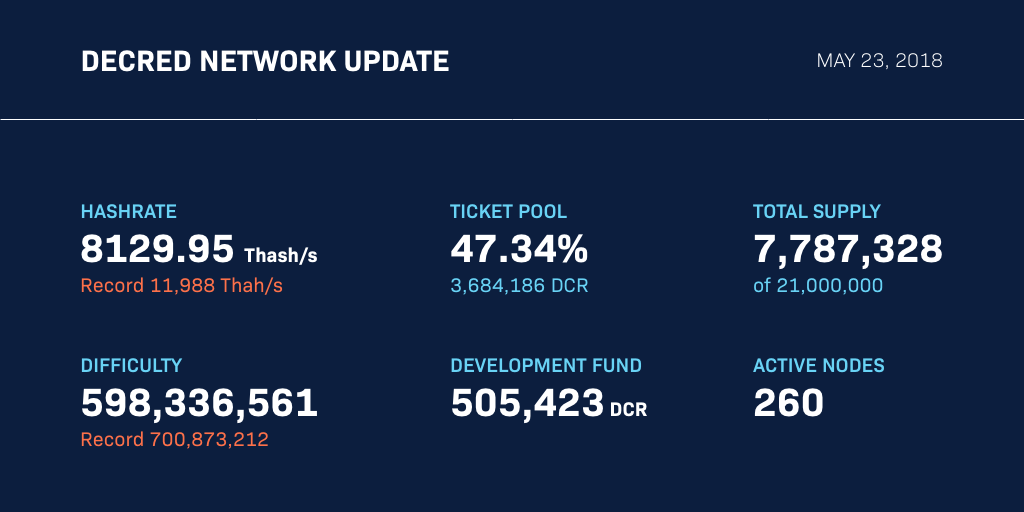 DECRED NETWORK UPDATE
MAY 23, 2018
HASHRATE
8129.95 Thash/s
Record 11,988 Thah/s
TICKET POOL
47.34%
3,684,186 DCR
TOTAL SUPPLY
7,787,328
of 21,000,000
DIFFICULTY
598,336,561
Record 700,873,212
DEVELOPMENT FUND
505,423 DCR
ACTIVE NODES
260